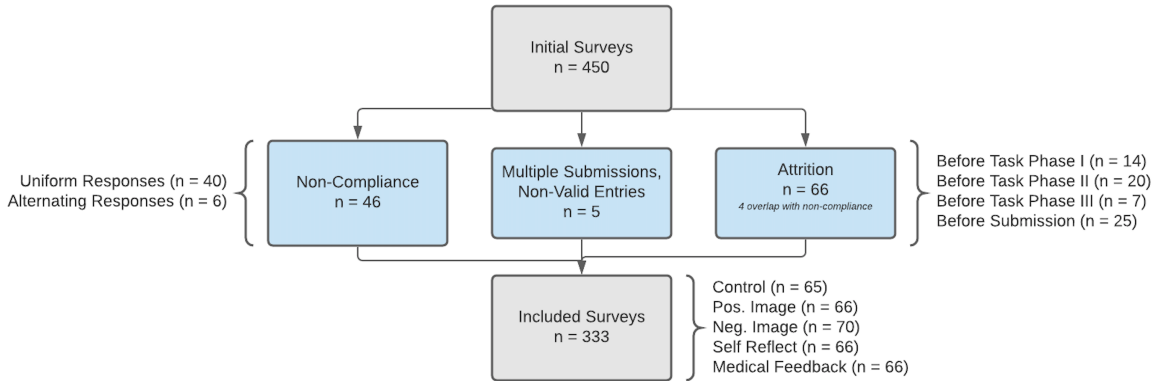 Initial Surveys
n = 450
Uniform Responses (n = 40)
Alternating Responses (n = 6)
Non-Compliance
n = 46
Multiple Submissions,
Non-Valid Entries
n = 5
Attrition
n = 66
4 overlap with non-compliance
Before Task Phase I (n = 14)
Before Task Phase II (n = 20)
Before Task Phase III (n = 7)
Before Submission (n = 25)
Included Surveys
n = 333
Control (n = 65)
Pos. Image (n = 66)
Neg. Image (n = 70)
Self Reflect (n = 66)
Medical Feedback (n = 66)